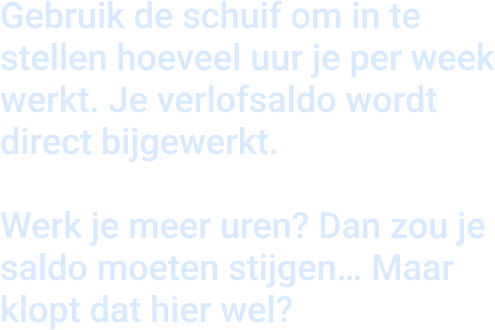 Gebruik de schuif om in te
stellen hoeveel uur je per week
werkt. Je verlofsaldo wordt
direct bijgewerkt.

Werk je meer uren? Dan zou je
saldo moeten stijgen… Maar
klopt dat hier wel?